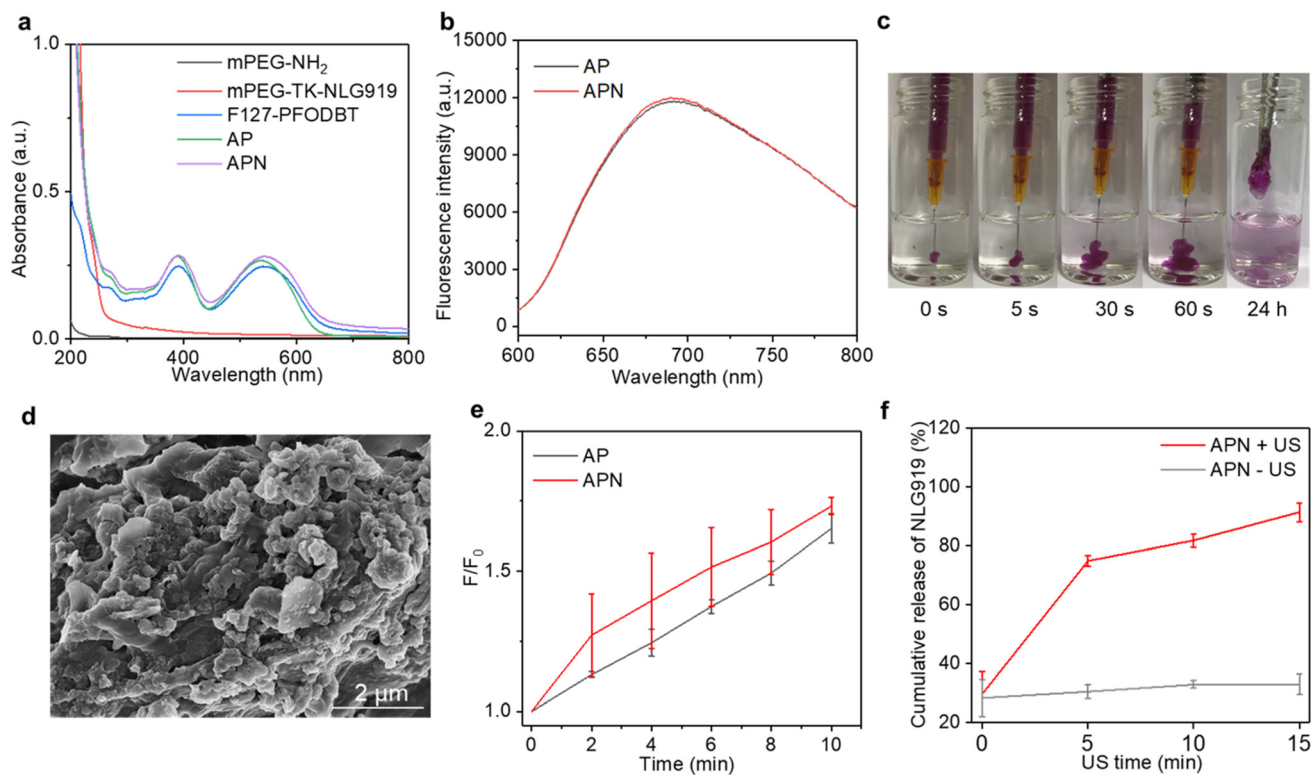 a
1.0
0.5
0.0
Absorbance (a.u.)
mPEG-NH₂
mPEG-TK-NLG919
F127-PFODBT
AP
APN
200 400 600 800
Wavelength (nm)
b
15000
12000
9000
6000
3000
0
Fluorescence intensity (a.u.)
AP
APN
600 650 700 750 800
Wavelength (nm)
c
0 s 5 s 30 s 60 s 24 h
d
2 μm
e
2.0
1.5
1.0
F/F₀
AP
APN
0 2 4 6 8 10
Time (min)
f
120
100
80
60
40
20
Cumulative release of NLG919 (%)
APN + US
APN - US
0 5 10 15
US time (min)